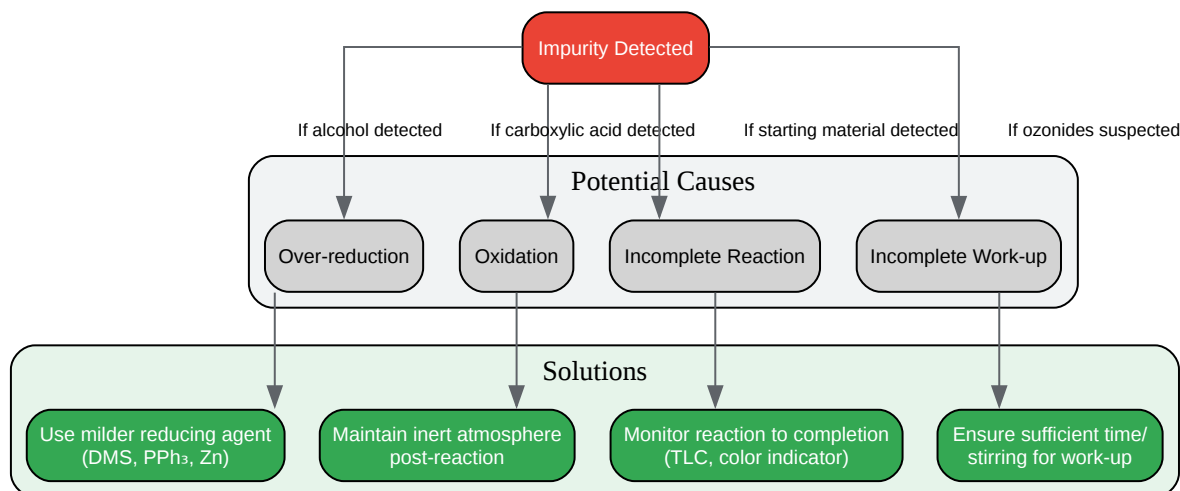 Impurity Detected
If alcohol detected
If carboxylic acid detected
If starting material detected
If ozonides suspected
Potential Causes
Over-reduction
Oxidation
Incomplete Reaction
Incomplete Work-up
Solutions
Use milder reducing agent
(DMS, PPh₃, Zn)
Maintain inert atmosphere
post-reaction
Monitor reaction to completion
(TLC, color indicator)
Ensure sufficient time/
stirring for work-up